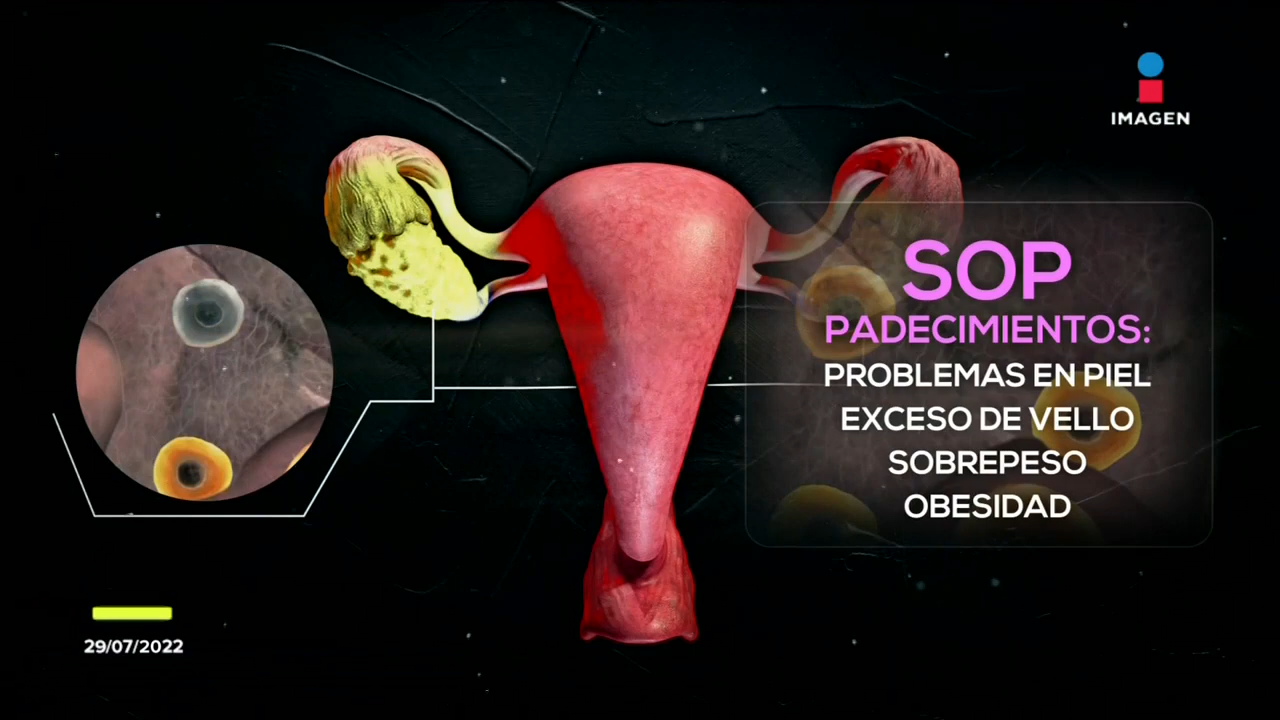 IMAGEN
SOP
PADECIMIENTOS:
PROBLEMAS EN PIEL
EXCESO DE VELLO
SOBREPESO
OBESIDAD
29/07/2022